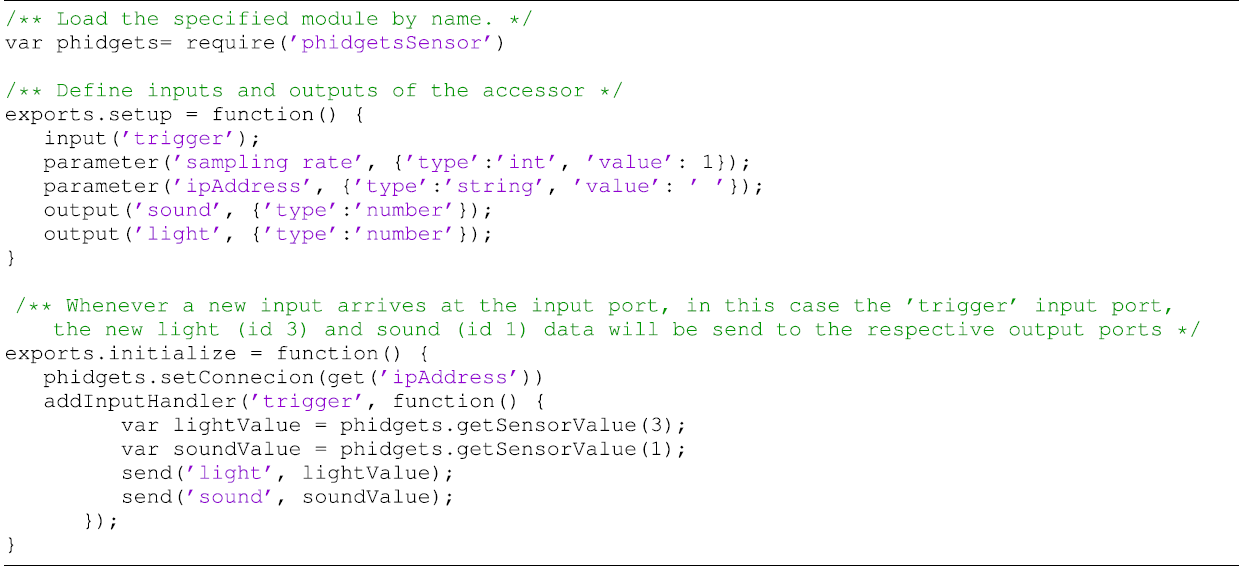 /** Load the specified module by name. */
var phidgets= require('phidgetsSensor')
/** Define inputs and outputs of the accessor */
exports.setup = function() {
input('trigger');
parameter('sampling rate', {'type':'int', 'value': 1});
parameter('ipAddress', {'type':'string', 'value': ' '});
output('sound', {'type':'number'});
output('light', {'type':'number'});
}
/** Whenever a new input arrives at the input port, in this case the 'trigger' input port,
the new light (id 3) and sound (id 1) data will be send to the respective output ports */
exports.initialize = function() {
phidgets.setConnecion(get('ipAddress'))
addInputHandler('trigger', function() {
var lightValue = phidgets.getSensorValue(3);
var soundValue = phidgets.getSensorValue(1);
send('light', lightValue);
send('sound', soundValue);
});
}